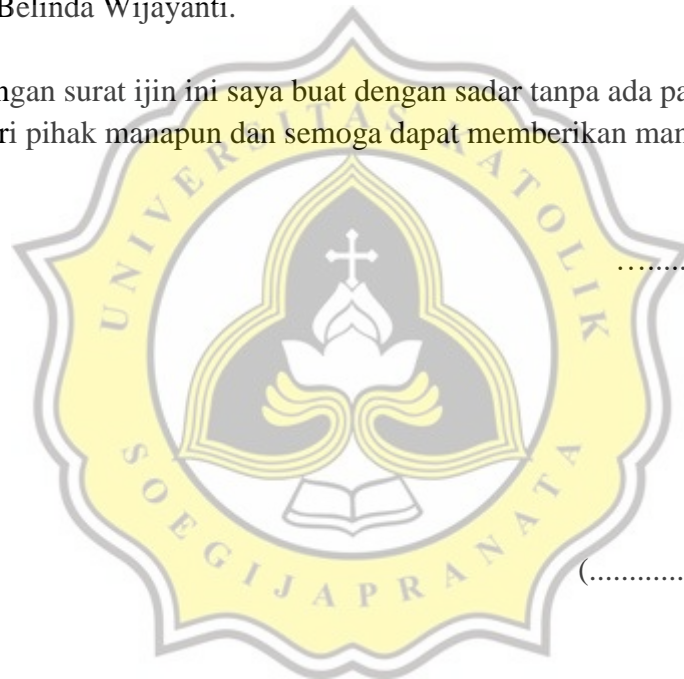 Belinda Wijayanti.
ngan surat ijin ini saya buat dengan sadar tanpa ada pa
ri pihak manapun dan semoga dapat memberikan man
UNIVERSITAS KATOLIK
…......
(.............
SOEGIJAPRANATA